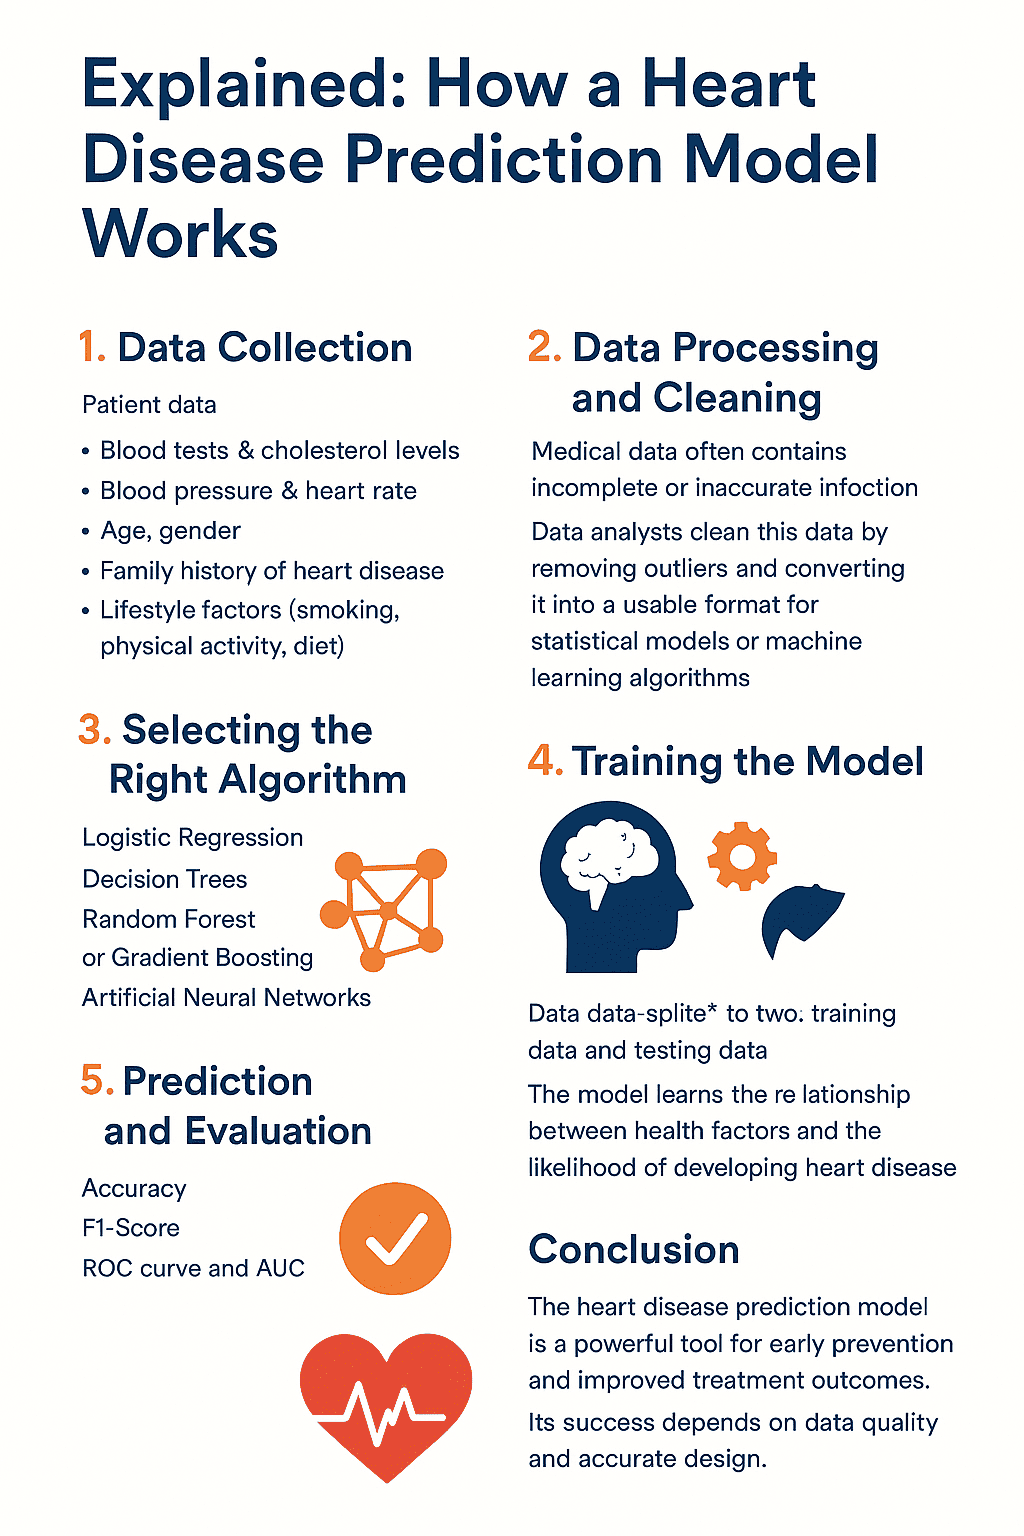 Explained: How a Heart
Disease Prediction Model
Works
1. Data Collection
Patient data
• Blood tests & cholesterol levels
• Blood pressure & heart rate
• Age, gender
• Family history of heart disease
• Lifestyle factors (smoking,
physical activity, diet)
2. Data Processing
and Cleaning
Medical data often contains
incomplete or inaccurate infoction
Data analysts clean this data by
removing outliers and converting
it into a usable format for
statistical models or machine
learning algorithms
3. Selecting the
Right Algorithm
Logistic Regression
Decision Trees
Random Forest
or Gradient Boosting
Artificial Neural Networks
4. Training the Model
Data data-splite* to two: training
data and testing data
The model learns the re lationship
between health factors and the
likelihood of developing heart disease
5. Prediction
and Evaluation
Accuracy
F1-Score
ROC curve and AUC
Conclusion
The heart disease prediction model
is a powerful tool for early prevention
and improved treatment outcomes.
Its success depends on data quality
and accurate design.